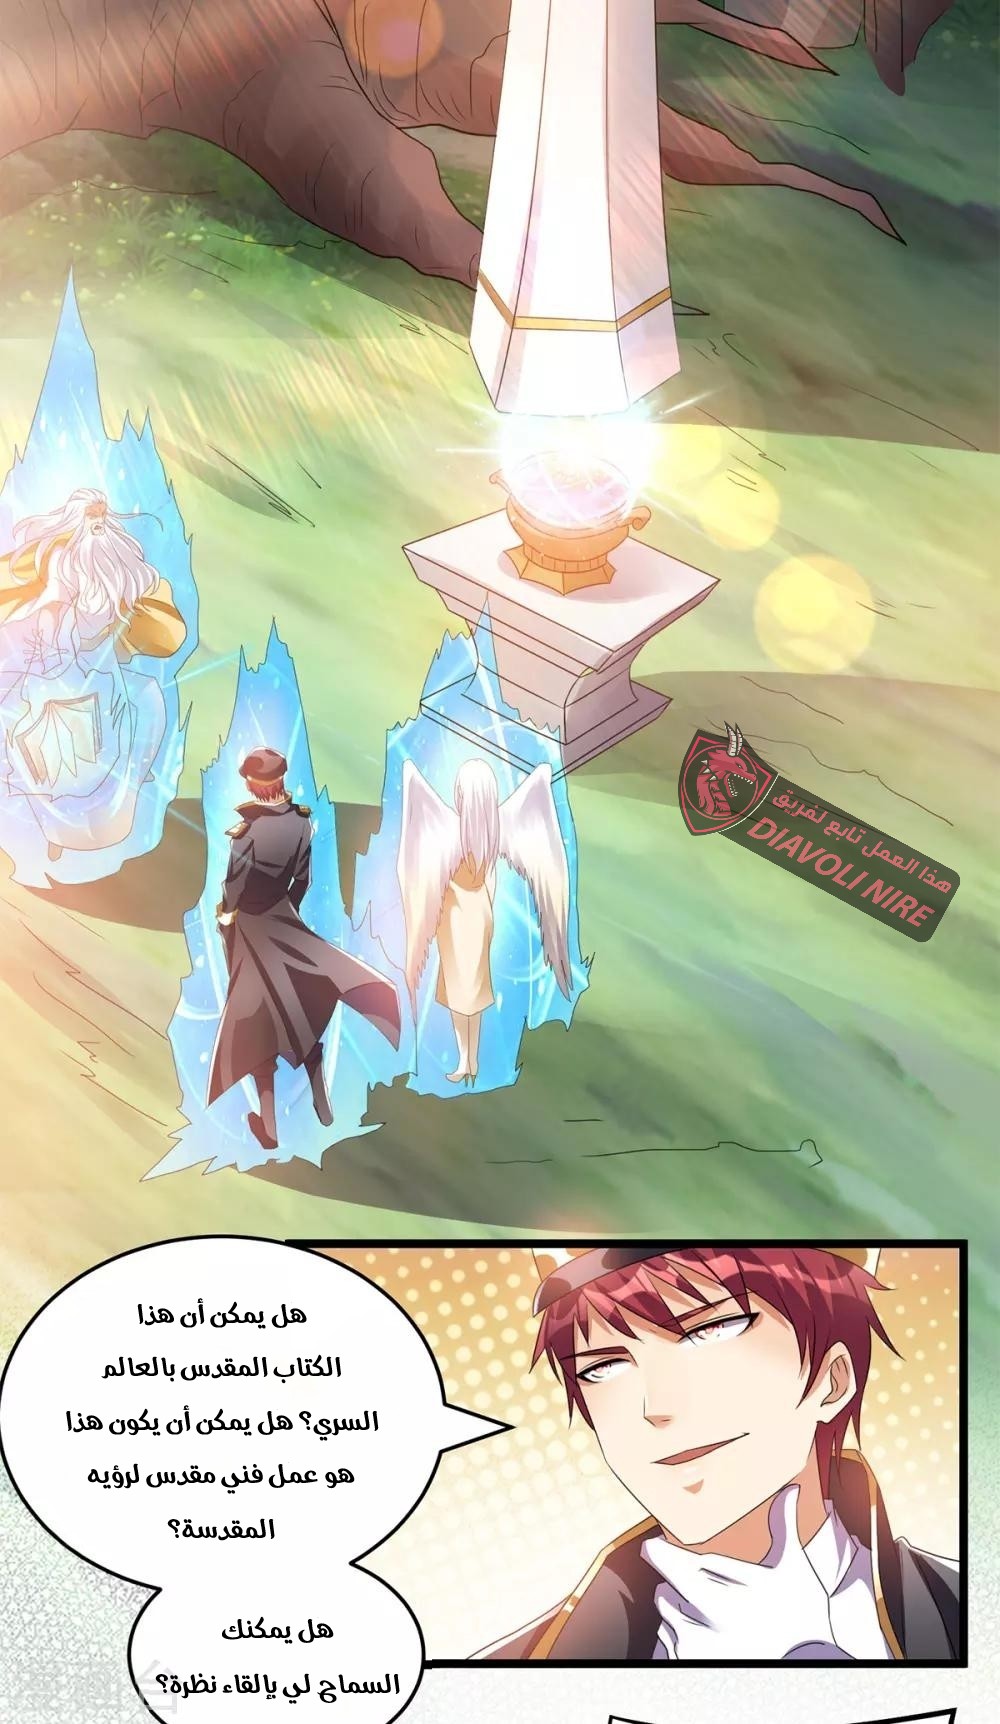 هذا العمل تابع لفريق
DIAVOLI NIRE
هل يمكن أن هذا
الكتاب المقدس بالعالم
السري؟ هل يمكن أن يكون هذا
هو عمل فني مقدس لرؤيه
المقدسة؟
هل يمكنك
السماح لي بإلقاء نظرة؟